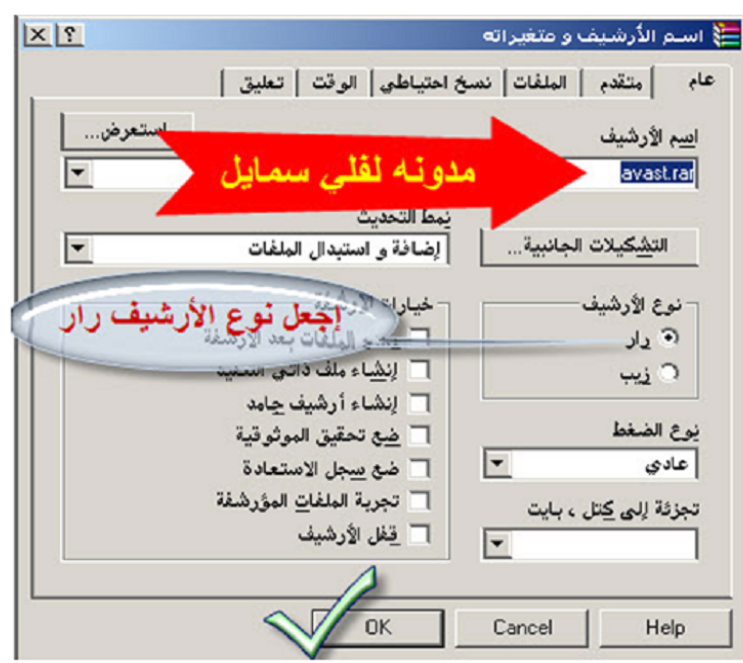 اسم الأرشيف و متغيراته
عام متقدم الملفات نسخ احتياطي الوقت تعليق
اسم الأرشيف
استعرض...
avast.rar
مدونه لفلي سمايل
نمط التحديث
التشكيلات الجانبية...
إضافة و استبدال الملفات
نوع الأرشيف
رار
زيب
خيارات
إجعل نوع الأرشيف رار
الملفات بعد الأرشفة
إنشاء ملف ذاتي
إنشاء أرشيف جامد
ضع تحقيق الموثوقية
ضع سجل الاستعادة
تجربة الملفات المؤرشفة
قفل الأرشيف
نوع الضغط
عادي
تجزئة إلى كتل ، بايت
OK
Cancel
Help